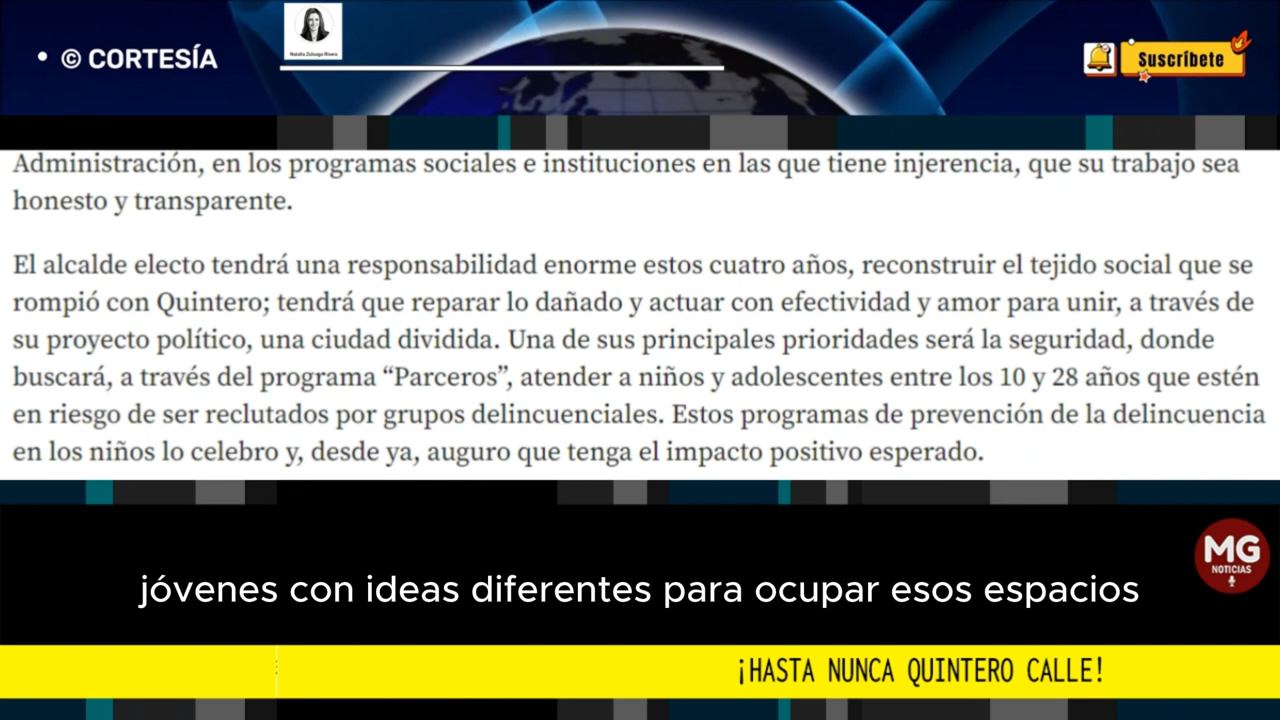 • © CORTESÍA
Natalia Zuluaga Rivera
Suscríbete
Administración, en los programas sociales e instituciones en las que tiene injerencia, que su trabajo sea
honesto y transparente.
El alcalde electo tendrá una responsabilidad enorme estos cuatro años, reconstruir el tejido social que se
rompió con Quintero; tendrá que reparar lo dañado y actuar con efectividad y amor para unir, a través de
su proyecto político, una ciudad dividida. Una de sus principales prioridades será la seguridad, donde
buscará, a través del programa “Parceros”, atender a niños y adolescentes entre los 10 y 28 años que estén
en riesgo de ser reclutados por grupos delincuenciales. Estos programas de prevención de la delincuencia
en los niños lo celebro y, desde ya, auguro que tenga el impacto positivo esperado.
MG
NOTICIAS
jóvenes con ideas diferentes para ocupar esos espacios
¡HASTA NUNCA QUINTERO CALLE!